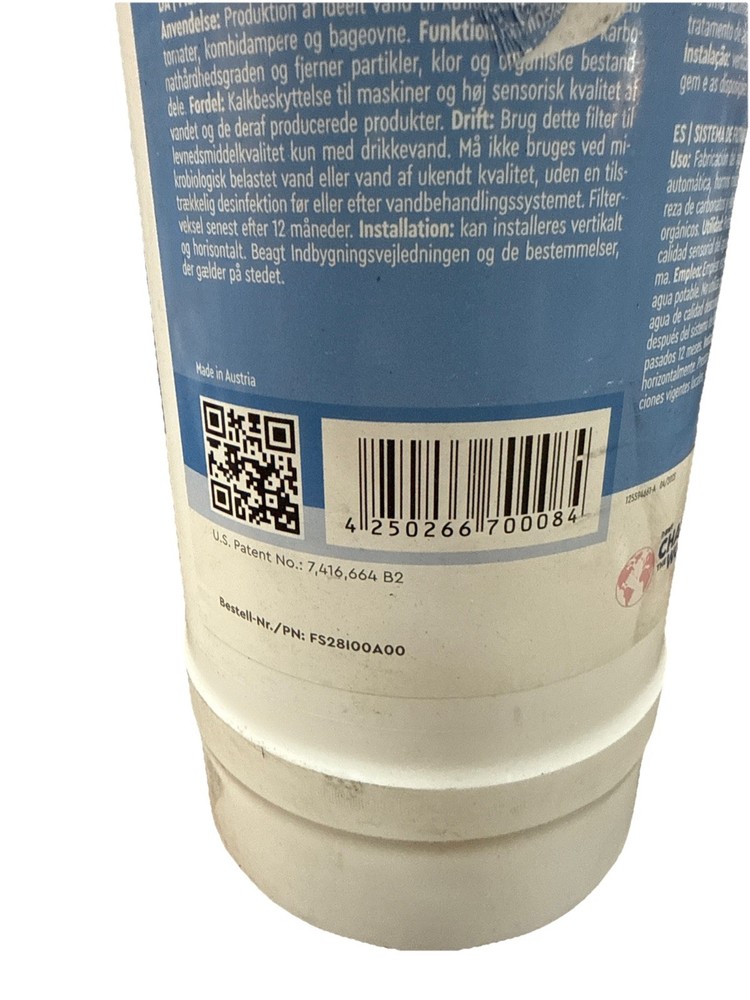 Anvendelse: Produktion af ideelt vand til
tomater, kombidampere og bageovne. Funktion: Karbo-
nathårdhedsgraden og fjerner partikler, klor og organiske bestand-
dele. Fordel: Kalkbeskyttelse til maskiner og høj sensorisk kvalitet af
vandet og de deraf producerede produkter. Drift: Brug dette filter til
levnedsmiddelkvalitet kun med drikkevand. Må ikke bruges ved mi-
krobiologisk belastet vand eller vand af ukendt kvalitet, uden en tils-
trækkelig desinfektion før eller efter vandbehandlingssystemet. Filter-
veksel senest efter 12 måneder. Installation: kan installeres vertikalt
og horisontalt. Beagt Indbygningsvejledningen og de bestemmelser,
der gælder på stedet.
Made in Austria
4 250266 700084
U.S. Patent No.: 7,416,664 B2
Bestell-Nr./PN: FS28I00A00
tratamento de
Instalação:
gem e as
ES | SISTEMA DE
Uso:
automática,
reza de
orgánicos.
calidad sensorial
ma. Empleo:
agua potable.
agua de calidad
después del sistema
pasados 12 meses.
horizontalmente.
ciones vigentes
THE